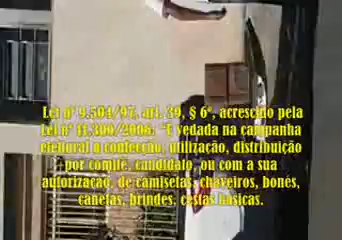 Lei nº 9.504/97, art. 39, § 6º, acrescido pela
Lei nº 11.300/2006: "É vedada na campanha
eleitoral a confecção, utilização, distribuição
por comitê, candidato, ou com a sua
autorização, de camisetas, chaveiros, bonés,
canetas, brindes, cestas básicas.